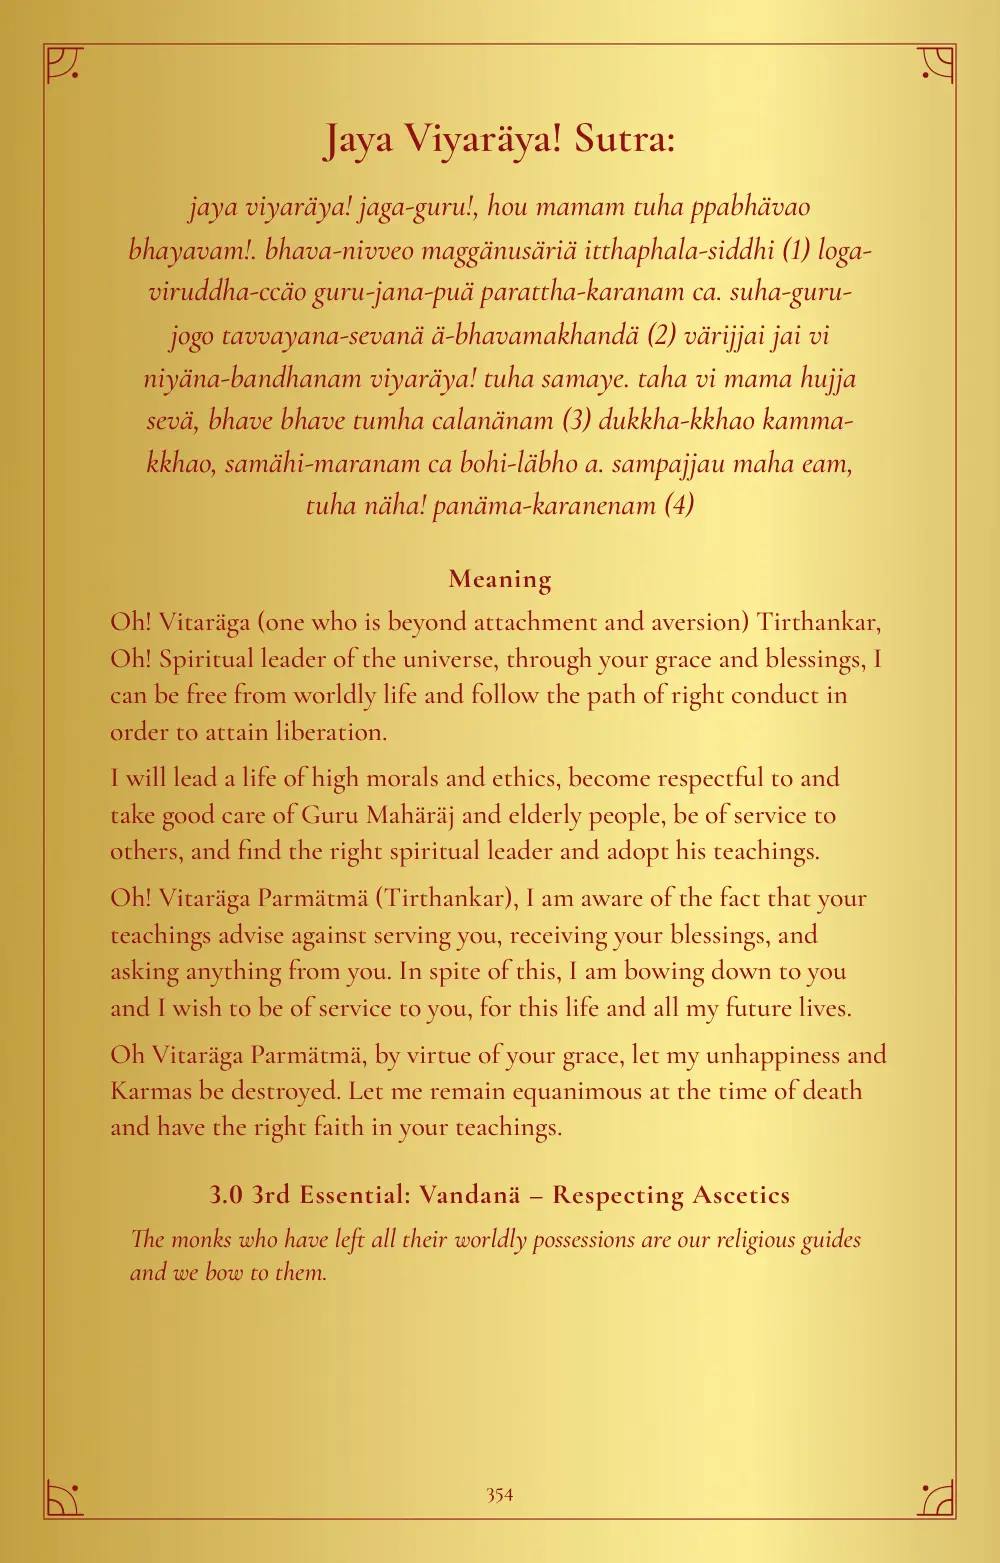 Jaya Viyaräya! Sutra:
jaya viyaräya! jaga-guru!, hou mamam tuha ppabhävao
bhayavam!. bhava-nivveo maggänusäriä itthaphala-siddhi (1) loga-
viruddha-ccäo guru-jana-puä parattha-karanam ca. suha-guru-
jogo tavvayana-sevanä ä-bhavamakhandä (2) värijjai jai vi
niyäna-bandhanam viyaräya! tuha samaye. taha vi mama hujja
sevä, bhave bhave tumha calanänam (3) dukkha-kkhao kamma-
kkhao, samähi-maranam ca bohi-läbho a. sampajjau maha eam,
tuha näha! panäma-karanenam (4)
Meaning
Oh! Vitaräga (one who is beyond attachment and aversion) Tirthankar,
Oh! Spiritual leader of the universe, through your grace and blessings, I
can be free from worldly life and follow the path of right conduct in
order to attain liberation.
I will lead a life of high morals and ethics, become respectful to and
take good care of Guru Mahäräj and elderly people, be of service to
others, and find the right spiritual leader and adopt his teachings.
Oh! Vitaräga Parmätmä (Tirthankar), I am aware of the fact that your
teachings advise against serving you, receiving your blessings, and
asking anything from you. In spite of this, I am bowing down to you
and I wish to be of service to you, for this life and all my future lives.
Oh Vitaräga Parmätmä, by virtue of your grace, let my unhappiness and
Karmas be destroyed. Let me remain equanimous at the time of death
and have the right faith in your teachings.
3.0 3rd Essential: Vandanä – Respecting Ascetics
The monks who have left all their worldly possessions are our religious guides
and we bow to them.
354